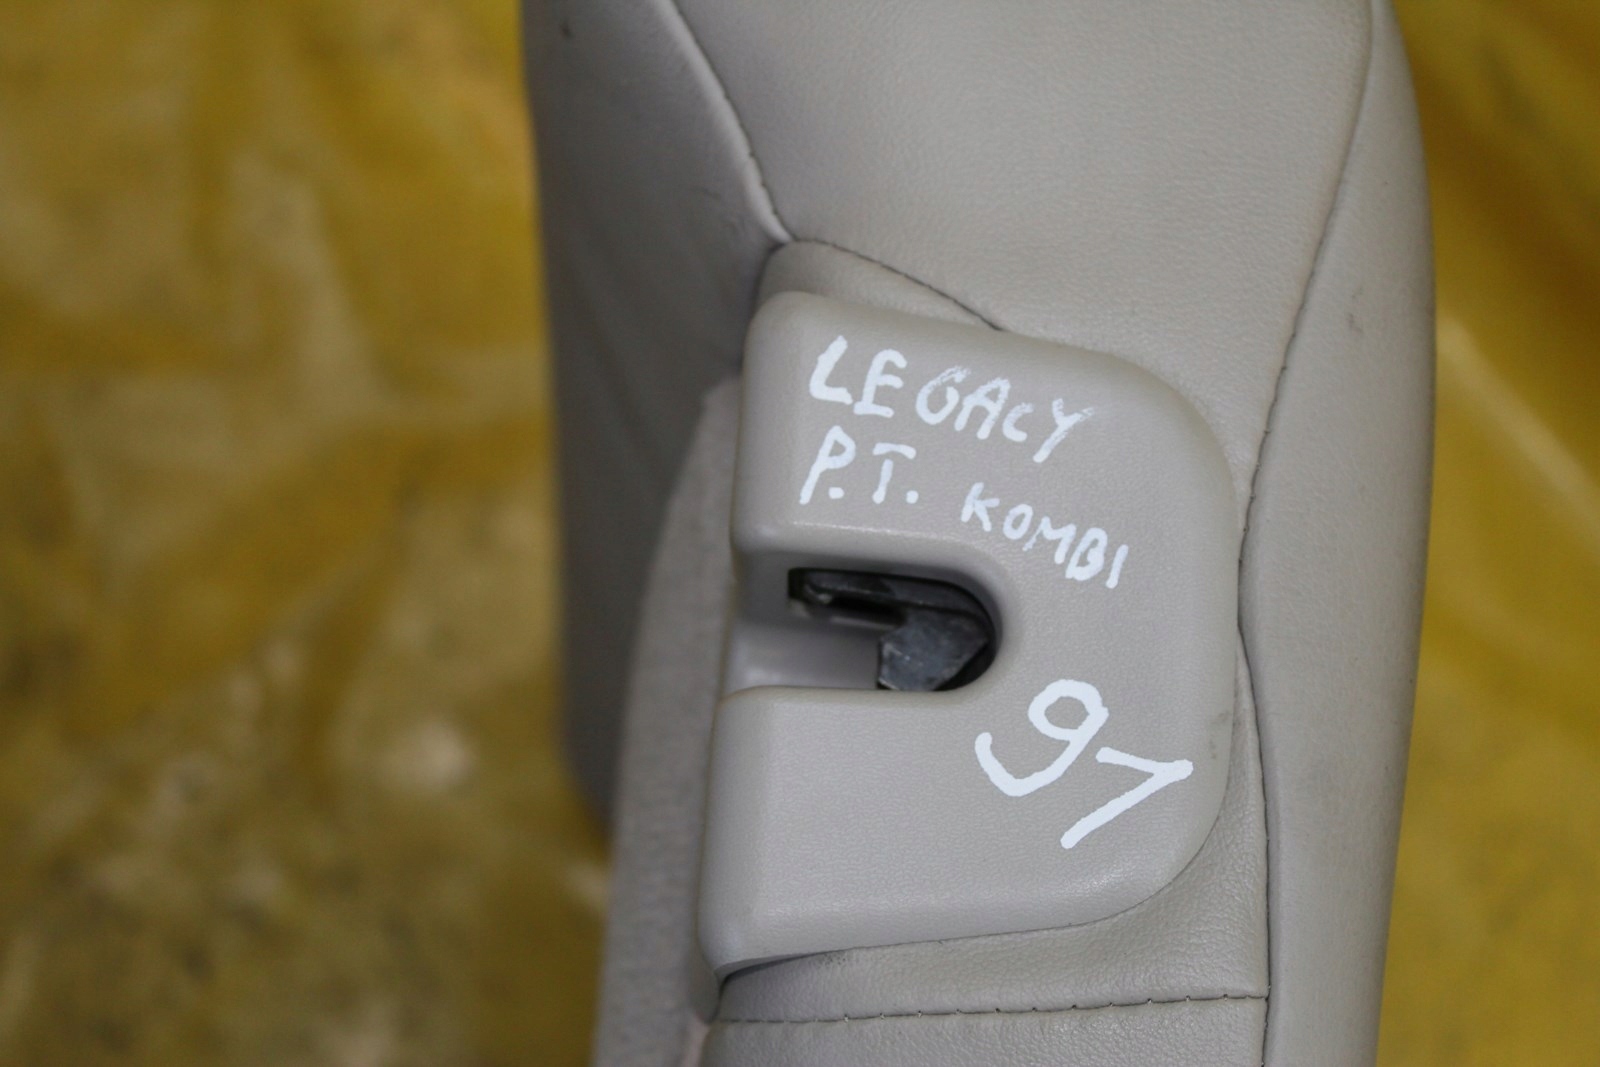 LEGACY
P.T. KOMBI
97